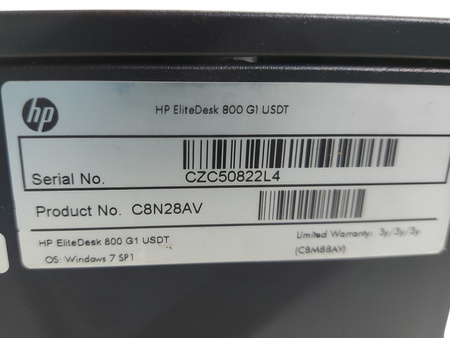 hp
HP EliteDesk 800 G1 USDT
Serial No. CZC50822L4
Product No. C8N28AV
HP EliteDesk 800 G1 USDT Limited Warranty: 3y/3y/3y
OS: Windows 7 SP1 (C8M88AV)